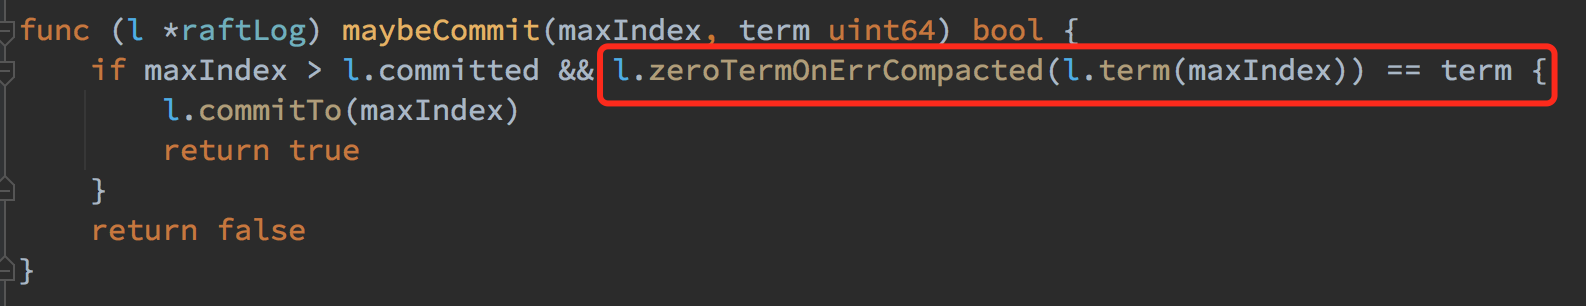 func (l *raftLog) maybeCommit(maxIndex, term uint64) bool {
    if maxIndex > l.committed && l.zeroTermOnErrCompacted(l.term(maxIndex)) == term {
        l.commitTo(maxIndex)
        return true
    }
    return false
}